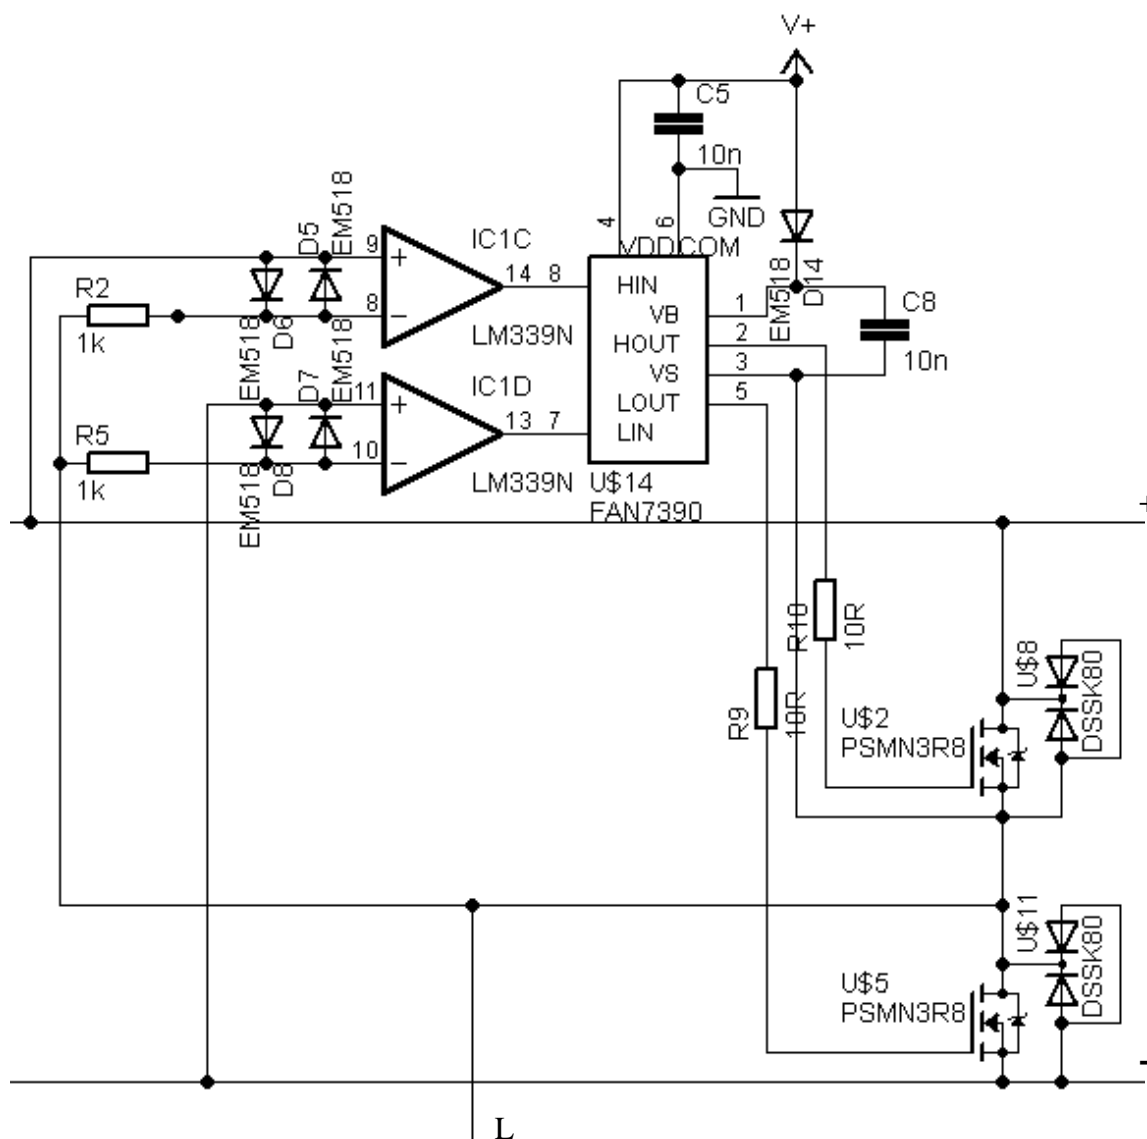 V+
C5
10n
GND
4
6
VDD
COM
EM518
D5
EM518
D6
9
8
IC1C
LM339N
14
8
R2
1k
EM518
D7
EM518
D8
11
10
IC1D
LM339N
13
7
R5
1k
HIN
VB
HOUT
VS
LOUT
LIN
1
2
3
5
U$14
FAN7390
EM518
D14
C8
10n
+
R10
10R
R9
10R
U$2
PSMN3R8
U$8
DSSK80
U$5
PSMN3R8
U$11
DSSK80
-
L